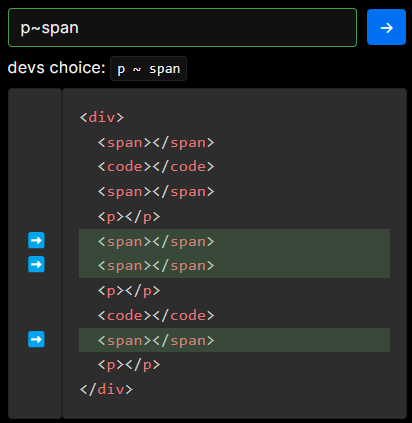 p~span
devs choice: p ~ span
<div>
  <span></span>
  <code></code>
  <span></span>
  <p></p>
  <span></span>
  <span></span>
  <p></p>
  <code></code>
  <span></span>
  <p></p>
</div>